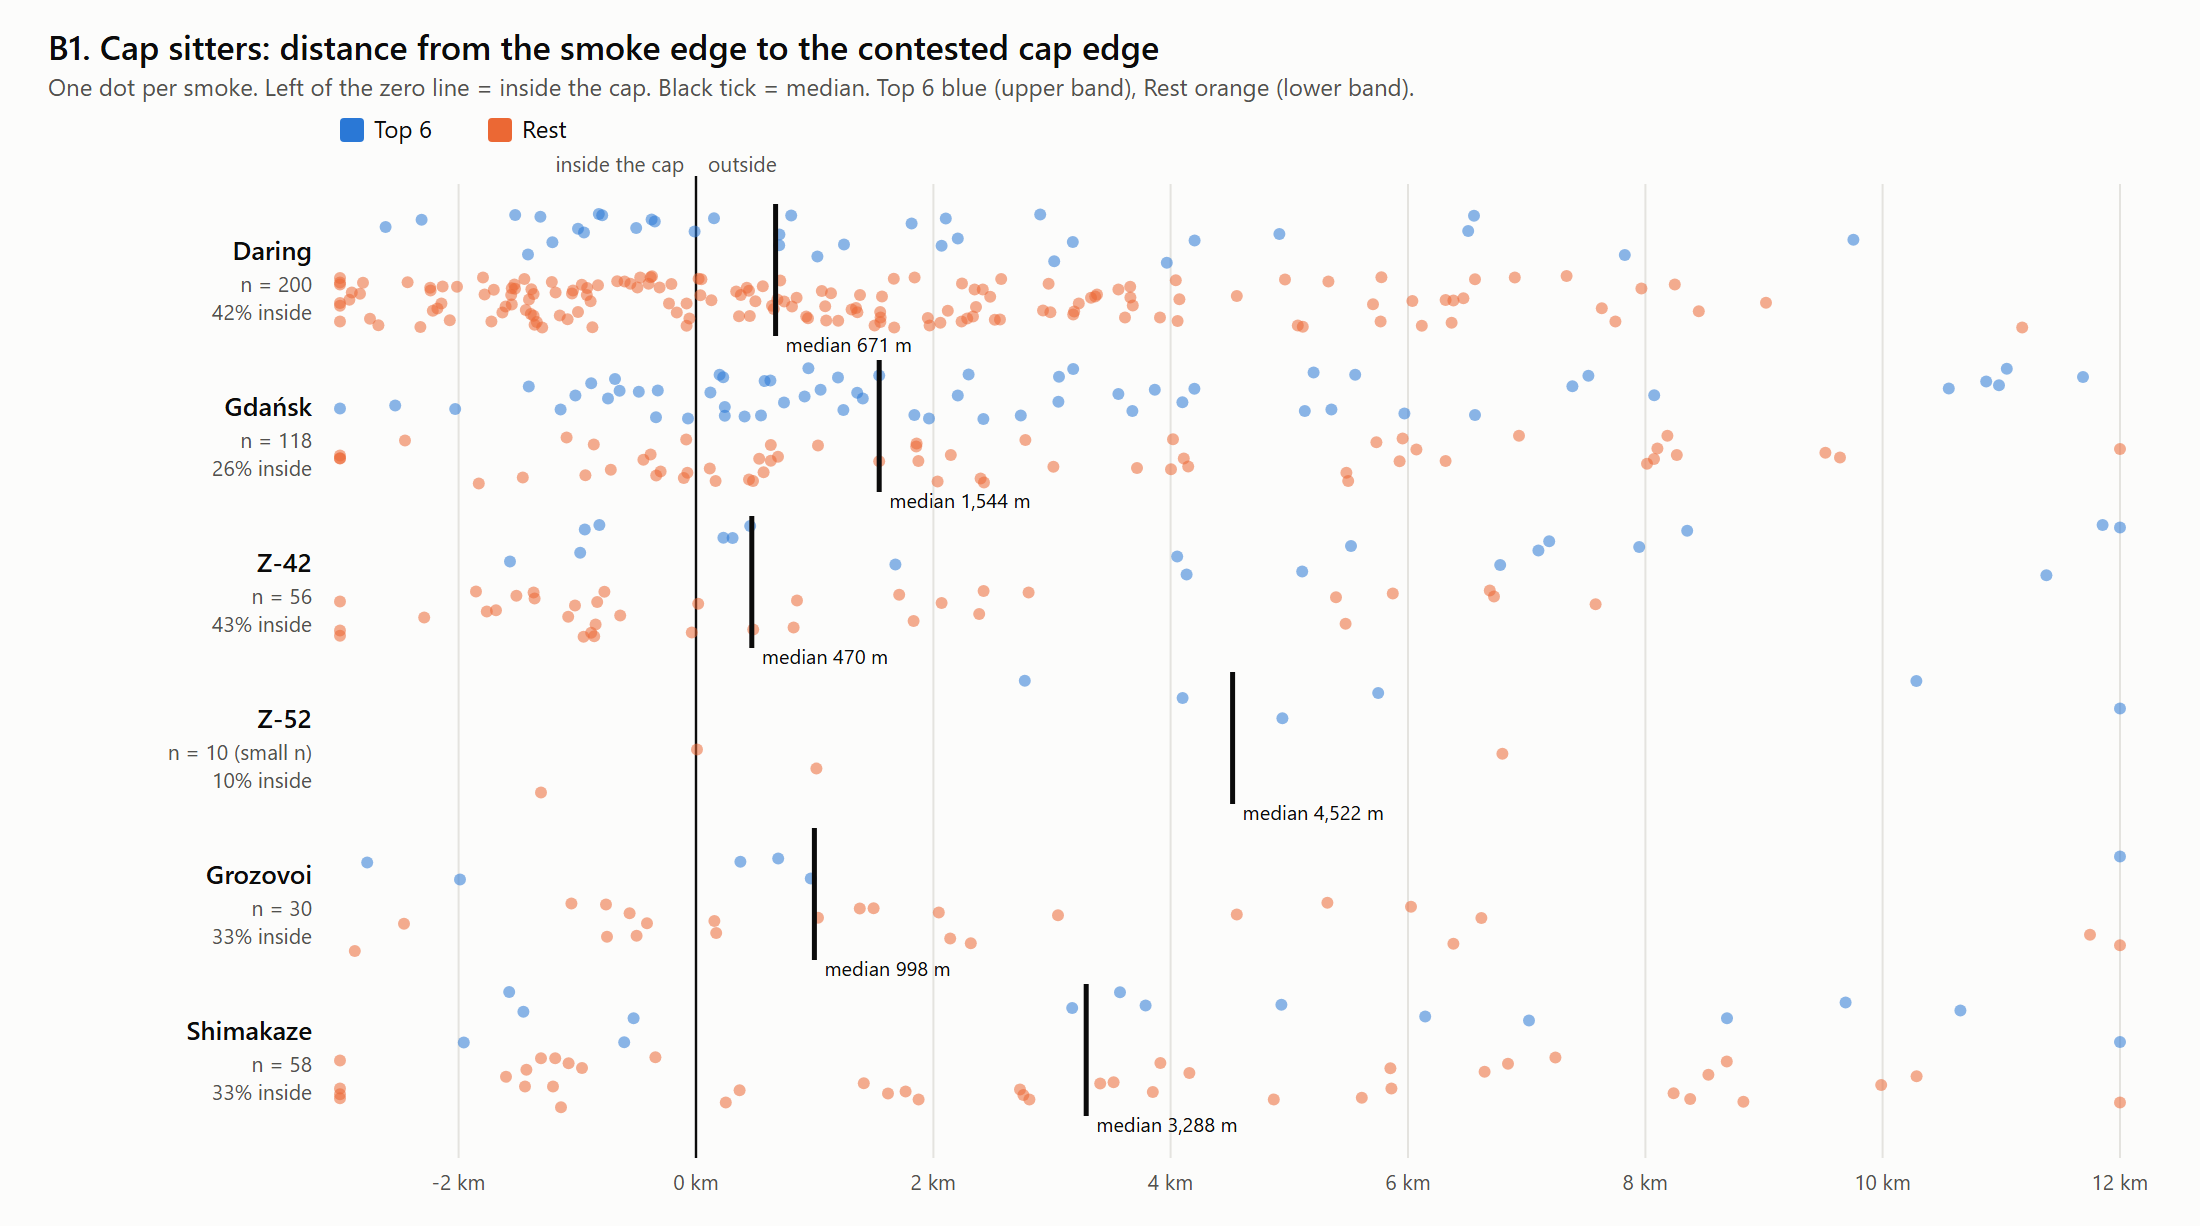 B1. Cap sitters: distance from the smoke edge to the contested cap edge
One dot per smoke. Left of the zero line = inside the cap. Black tick = median. Top 6 blue (upper band), Rest orange (lower band).
Top 6 Rest
inside the cap outside
Daring
n = 200
42% inside
median 671 m
Gdańsk
n = 118
26% inside
median 1,544 m
Z-42
n = 56
43% inside
median 470 m
Z-52
n = 10 (small n)
10% inside
median 4,522 m
Grozovoi
n = 30
33% inside
median 998 m
Shimakaze
n = 58
33% inside
median 3,288 m
-2 km 0 km 2 km 4 km 6 km 8 km 10 km 12 km